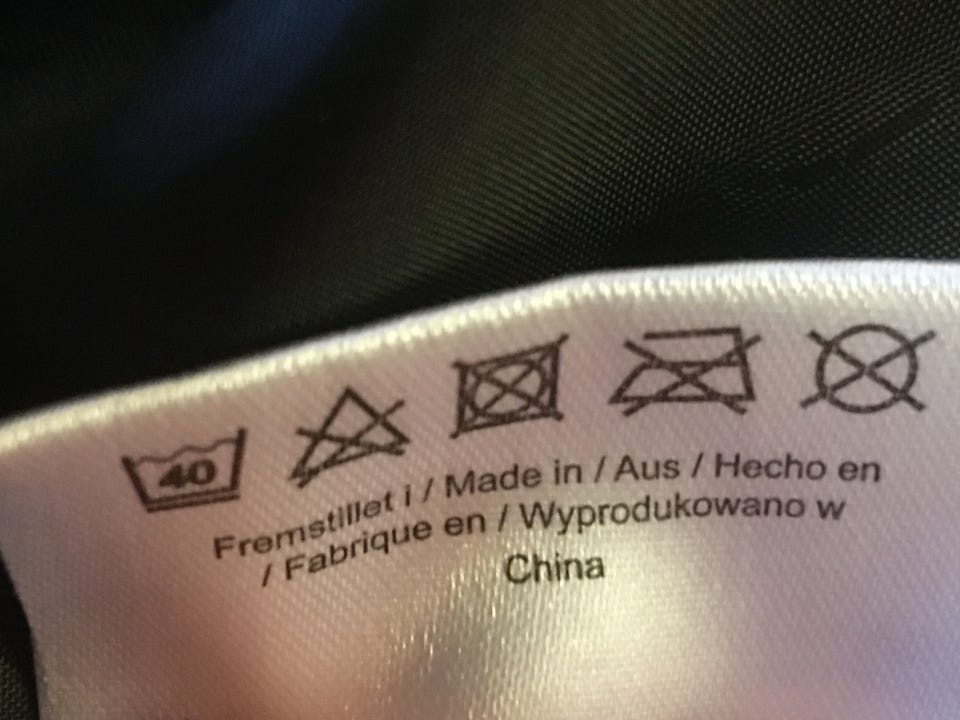 40
Fremstillet i / Made in / Aus / Hecho en
/ Fabrique en / Wyprodukowano w
China